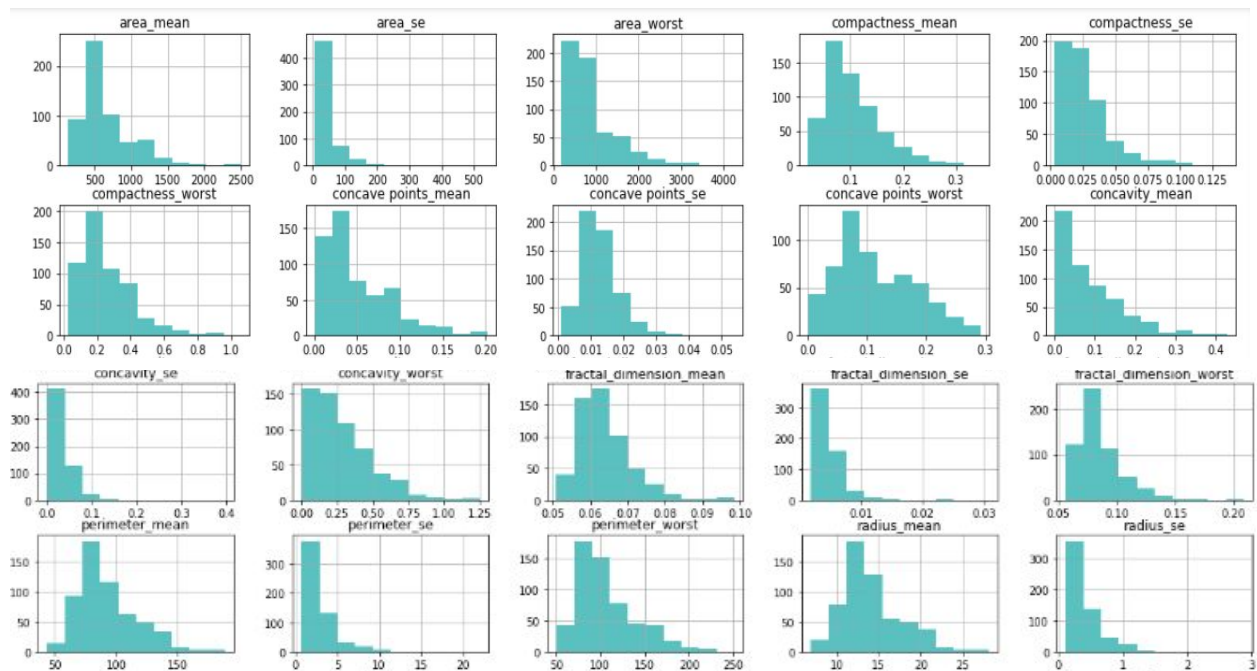 area_mean area_se area_worst compactness_mean compactness_se
200 100 0 500 1000 1500 2000 2500
400 300 200 100 0 0 100 200 300 400 500
200 150 100 50 0 0 1000 2000 3000 4000
150 100 50 0 0.1 0.2 0.3
200 150 100 50 0 0.000 0.025 0.050 0.075 0.100 0.125
compactness_worst concave points_mean concave points_se concave points_worst concavity_mean
200 150 100 50 0 0.0 0.2 0.4 0.6 0.8 1.0
150 100 50 0 0.00 0.05 0.10 0.15 0.20
200 150 100 50 0 0.00 0.01 0.02 0.03 0.04 0.05
100 50 0 0.0 0.1 0.2 0.3
200 150 100 50 0 0.0 0.1 0.2 0.3 0.4
concavity_se concavity_worst fractal_dimension_mean fractal_dimension_se fractal_dimension_worst
400 300 200 100 0 0.0 0.1 0.2 0.3 0.4
150 100 50 0 0.00 0.25 0.50 0.75 1.00 1.25
150 100 50 0 0.05 0.06 0.07 0.08 0.09 0.10
300 200 100 0 0.01 0.02 0.03
200 100 0 0.05 0.10 0.15 0.20
perimeter_mean perimeter_se perimeter_worst radius_mean radius_se
150 100 50 0 50 100 150
300 200 100 0 0 5 10 15 20
150 100 50 0 50 100 150 200 250
150 100 50 0 10 15 20 25
300 200 100 0